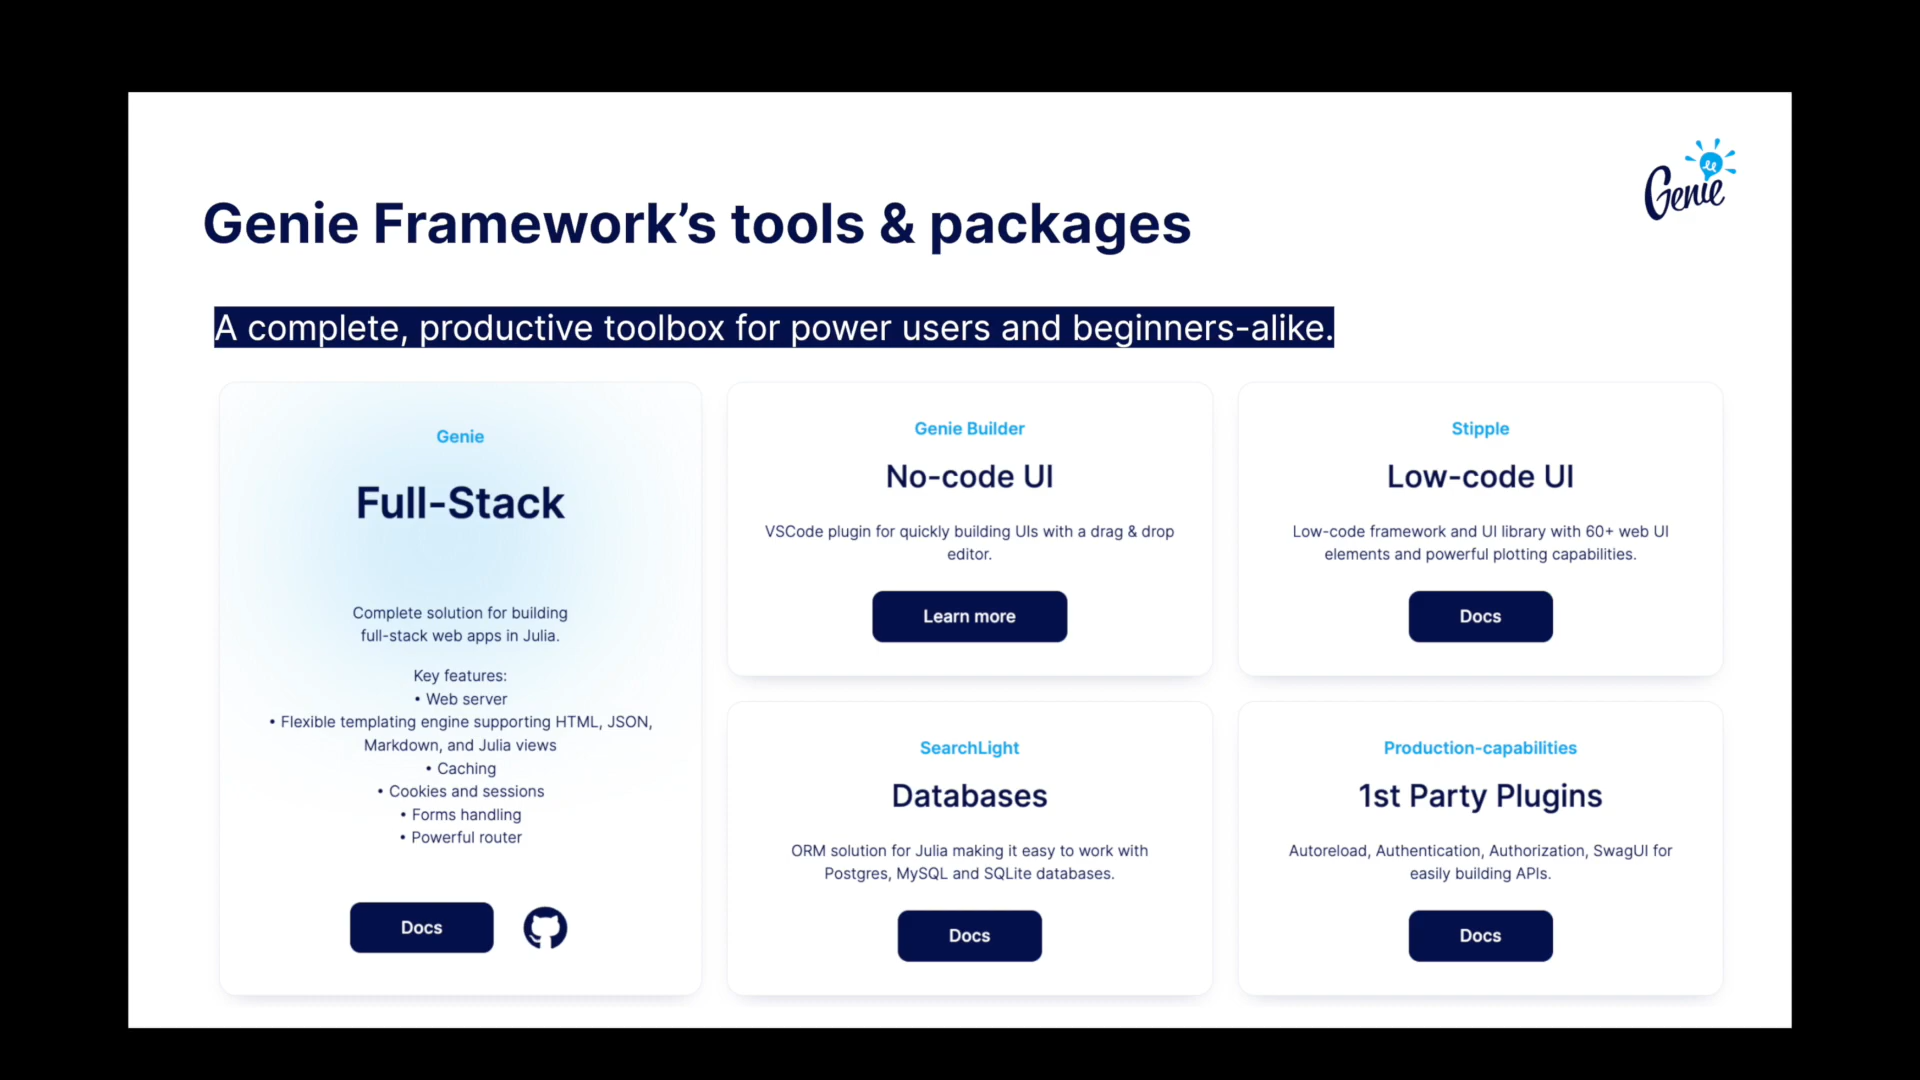 Genie
Genie Framework’s tools & packages
A complete, productive toolbox for power users and beginners-alike.
Genie
Full-Stack
Complete solution for building
full-stack web apps in Julia.
Key features:
• Web server
• Flexible templating engine supporting HTML, JSON,
Markdown, and Julia views
• Caching
• Cookies and sessions
• Forms handling
• Powerful router
Docs
Genie Builder
No-code UI
VSCode plugin for quickly building UIs with a drag & drop
editor.
Learn more
Stipple
Low-code UI
Low-code framework and UI library with 60+ web UI
elements and powerful plotting capabilities.
Docs
SearchLight
Databases
ORM solution for Julia making it easy to work with
Postgres, MySQL and SQLite databases.
Docs
Production-capabilities
1st Party Plugins
Autoreload, Authentication, Authorization, SwagUI for
easily building APIs.
Docs